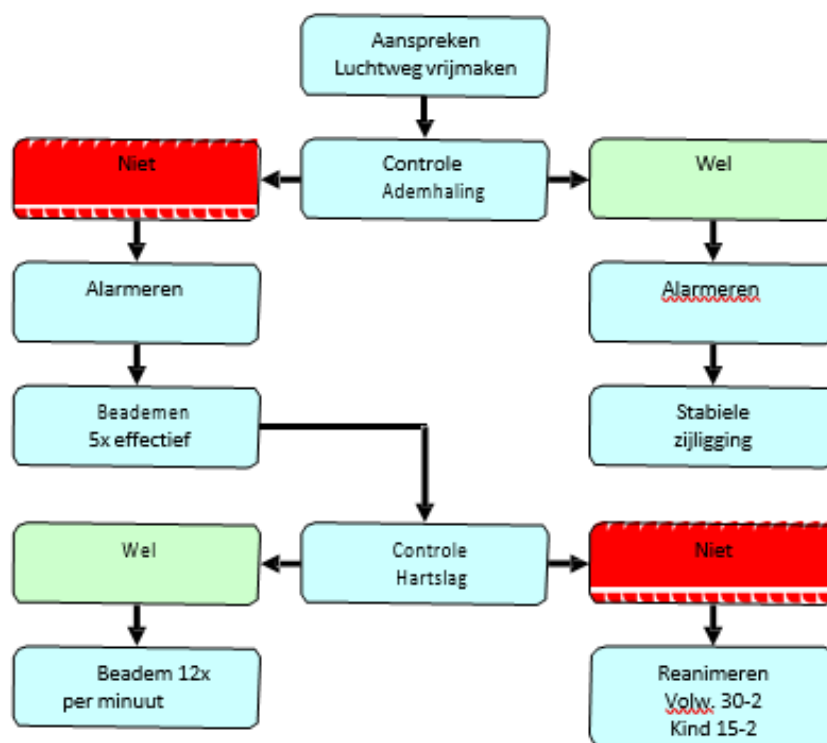 Aanspreken
Luchtweg vrijmaken
Niet
Controle
Ademhaling
Wel
Alarmeren
Alarmeren
Beademen
5x effectief
Stabiele
zijligging
Wel
Controle
Hartslag
Niet
Beadem 12x
per minuut
Reanimeren
Volw. 30-2
Kind 15-2